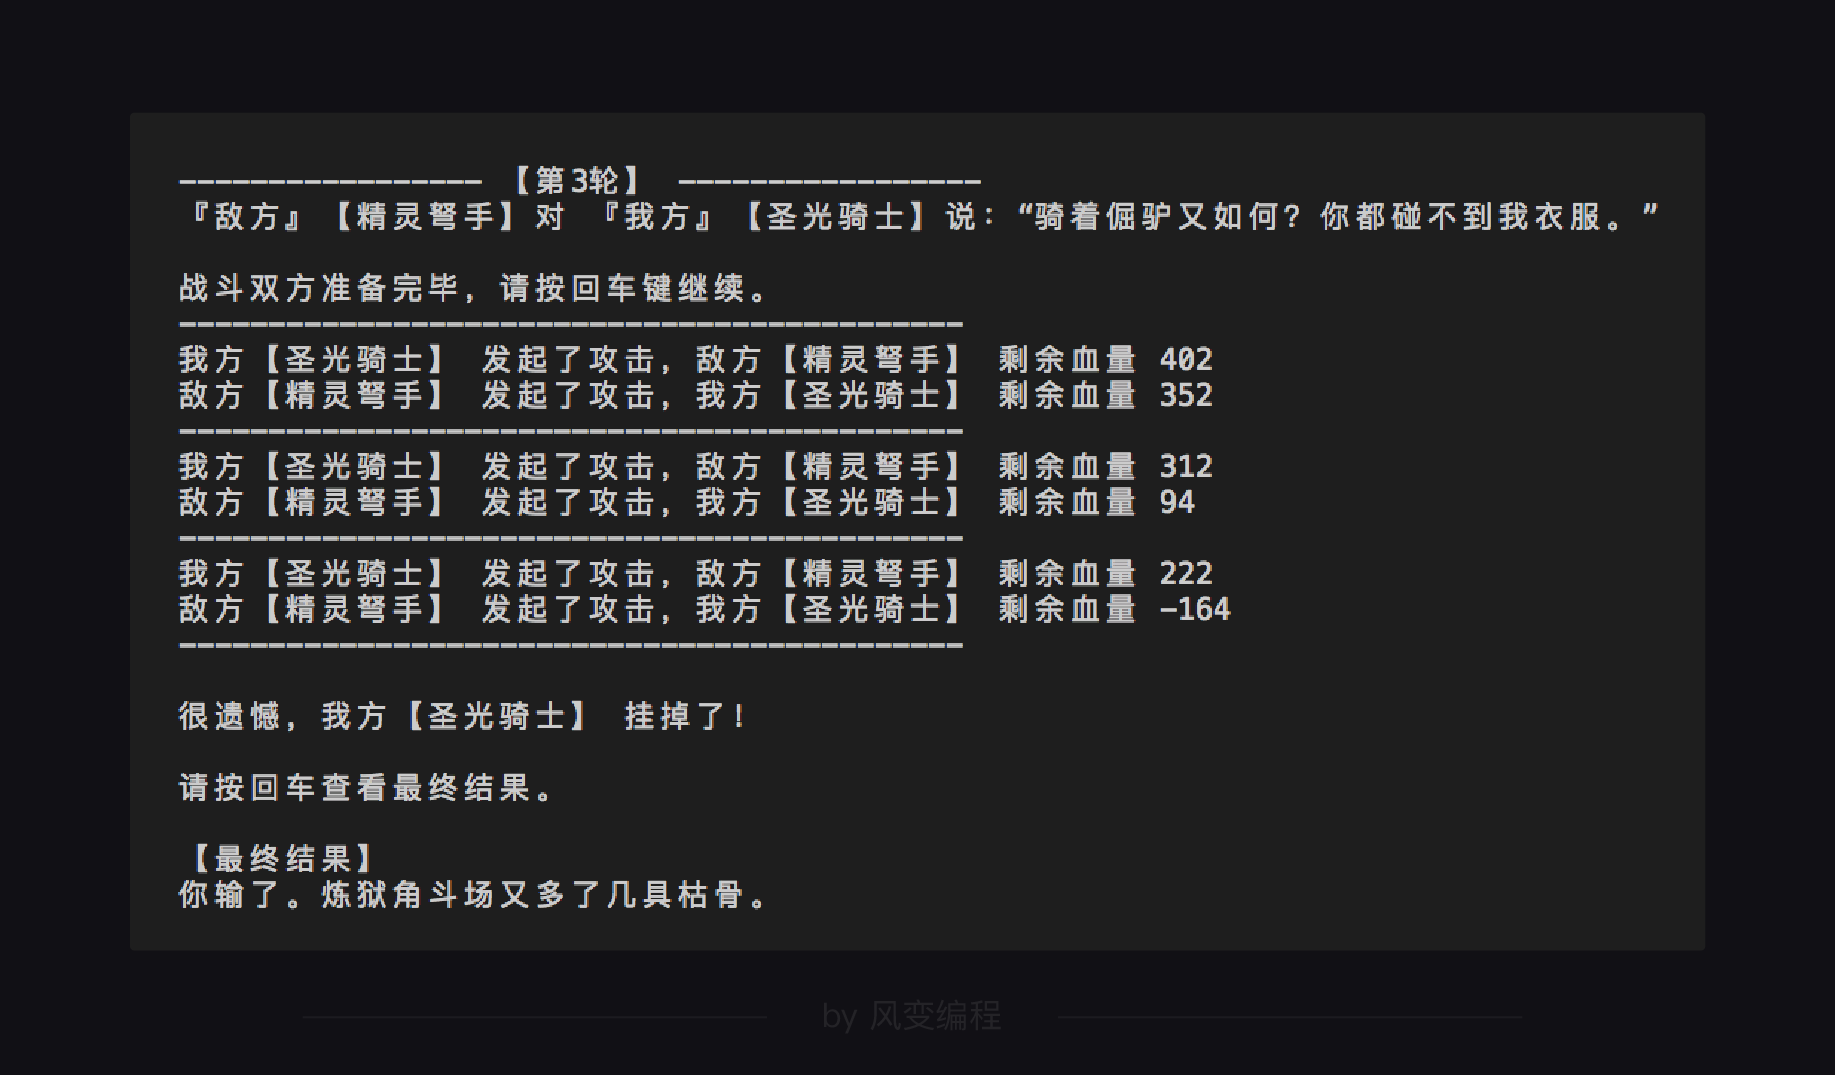 ----------------- 【第3轮】 -----------------
『敌方』【精灵弩手】对 『我方』【圣光骑士】说：“骑着倔驴又如何？你都碰不到我衣服。”
战斗双方准备完毕，请按回车键继续。
--------------------------------------------
我方【圣光骑士】 发起了攻击，敌方【精灵弩手】 剩余血量 402
敌方【精灵弩手】 发起了攻击，我方【圣光骑士】 剩余血量 352
--------------------------------------------
我方【圣光骑士】 发起了攻击，敌方【精灵弩手】 剩余血量 312
敌方【精灵弩手】 发起了攻击，我方【圣光骑士】 剩余血量 94
--------------------------------------------
我方【圣光骑士】 发起了攻击，敌方【精灵弩手】 剩余血量 222
敌方【精灵弩手】 发起了攻击，我方【圣光骑士】 剩余血量 -164
--------------------------------------------
很遗憾，我方【圣光骑士】 挂掉了！
请按回车查看最终结果。
【最终结果】
你输了。炼狱角斗场又多了几具枯骨。
by 风变编程